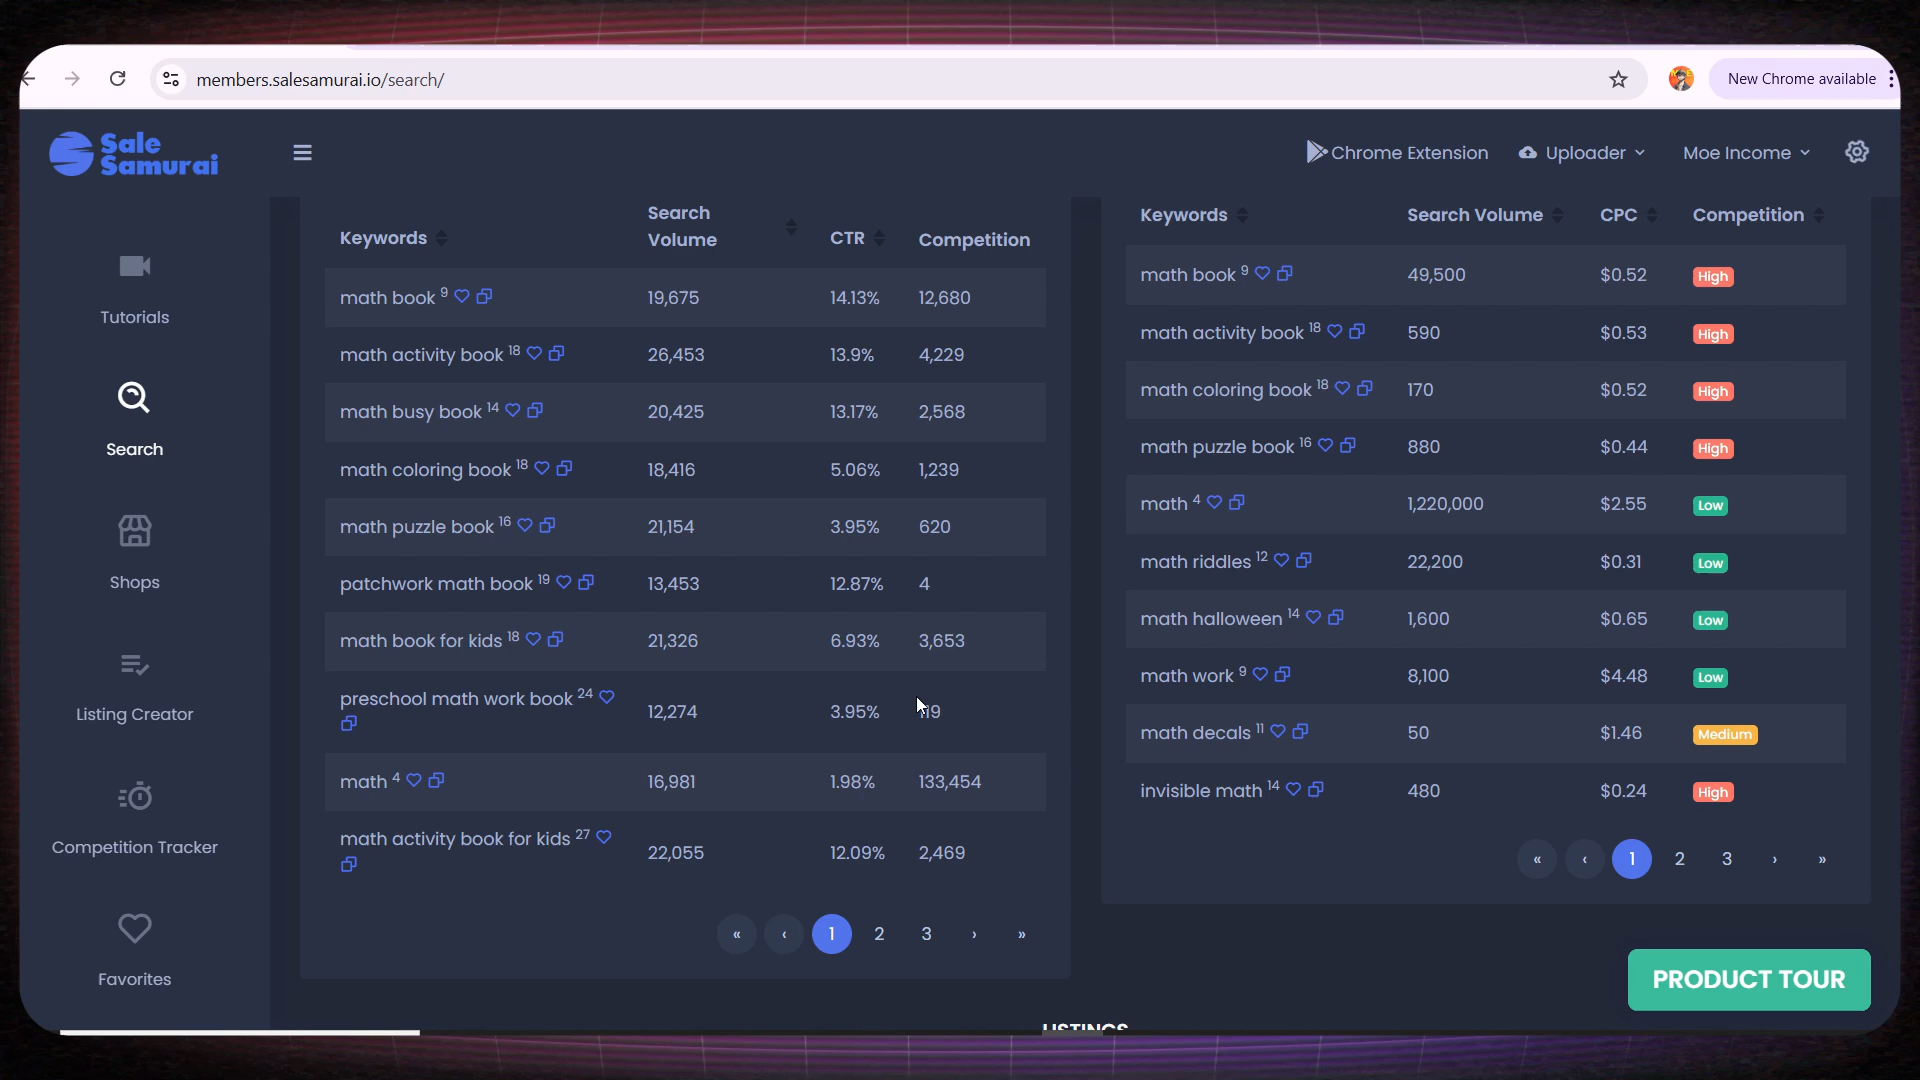 members.salesamurai.io/search/
New Chrome available
Sale
Samurai
Chrome Extension
Uploader
Moe Income
Tutorials
Search
Shops
Listing Creator
Competition Tracker
Favorites
Keywords Search Volume CTR Competition
math book 9 19,675 14.13% 12,680
math activity book 18 26,453 13.9% 4,229
math busy book 14 20,425 13.17% 2,568
math coloring book 18 18,416 5.06% 1,239
math puzzle book 16 21,154 3.95% 620
patchwork math book 19 13,453 12.87% 4
math book for kids 18 21,326 6.93% 3,653
preschool math work book 24 12,274 3.95%
math 4 16,981 1.98% 133,454
math activity book for kids 27 22,055 12.09% 2,469
« ‹ 1 2 3 › »
Keywords Search Volume CPC Competition
math book 9 49,500 $0.52 High
math activity book 18 590 $0.53 High
math coloring book 18 170 $0.52 High
math puzzle book 16 880 $0.44 High
math 4 1,220,000 $2.55 Low
math riddles 12 22,200 $0.31 Low
math halloween 14 1,600 $0.65 Low
math work 9 8,100 $4.48 Low
math decals 11 50 $1.46 Medium
invisible math 14 480 $0.24 High
« ‹ 1 2 3 › »
PRODUCT TOUR
LISTINGS